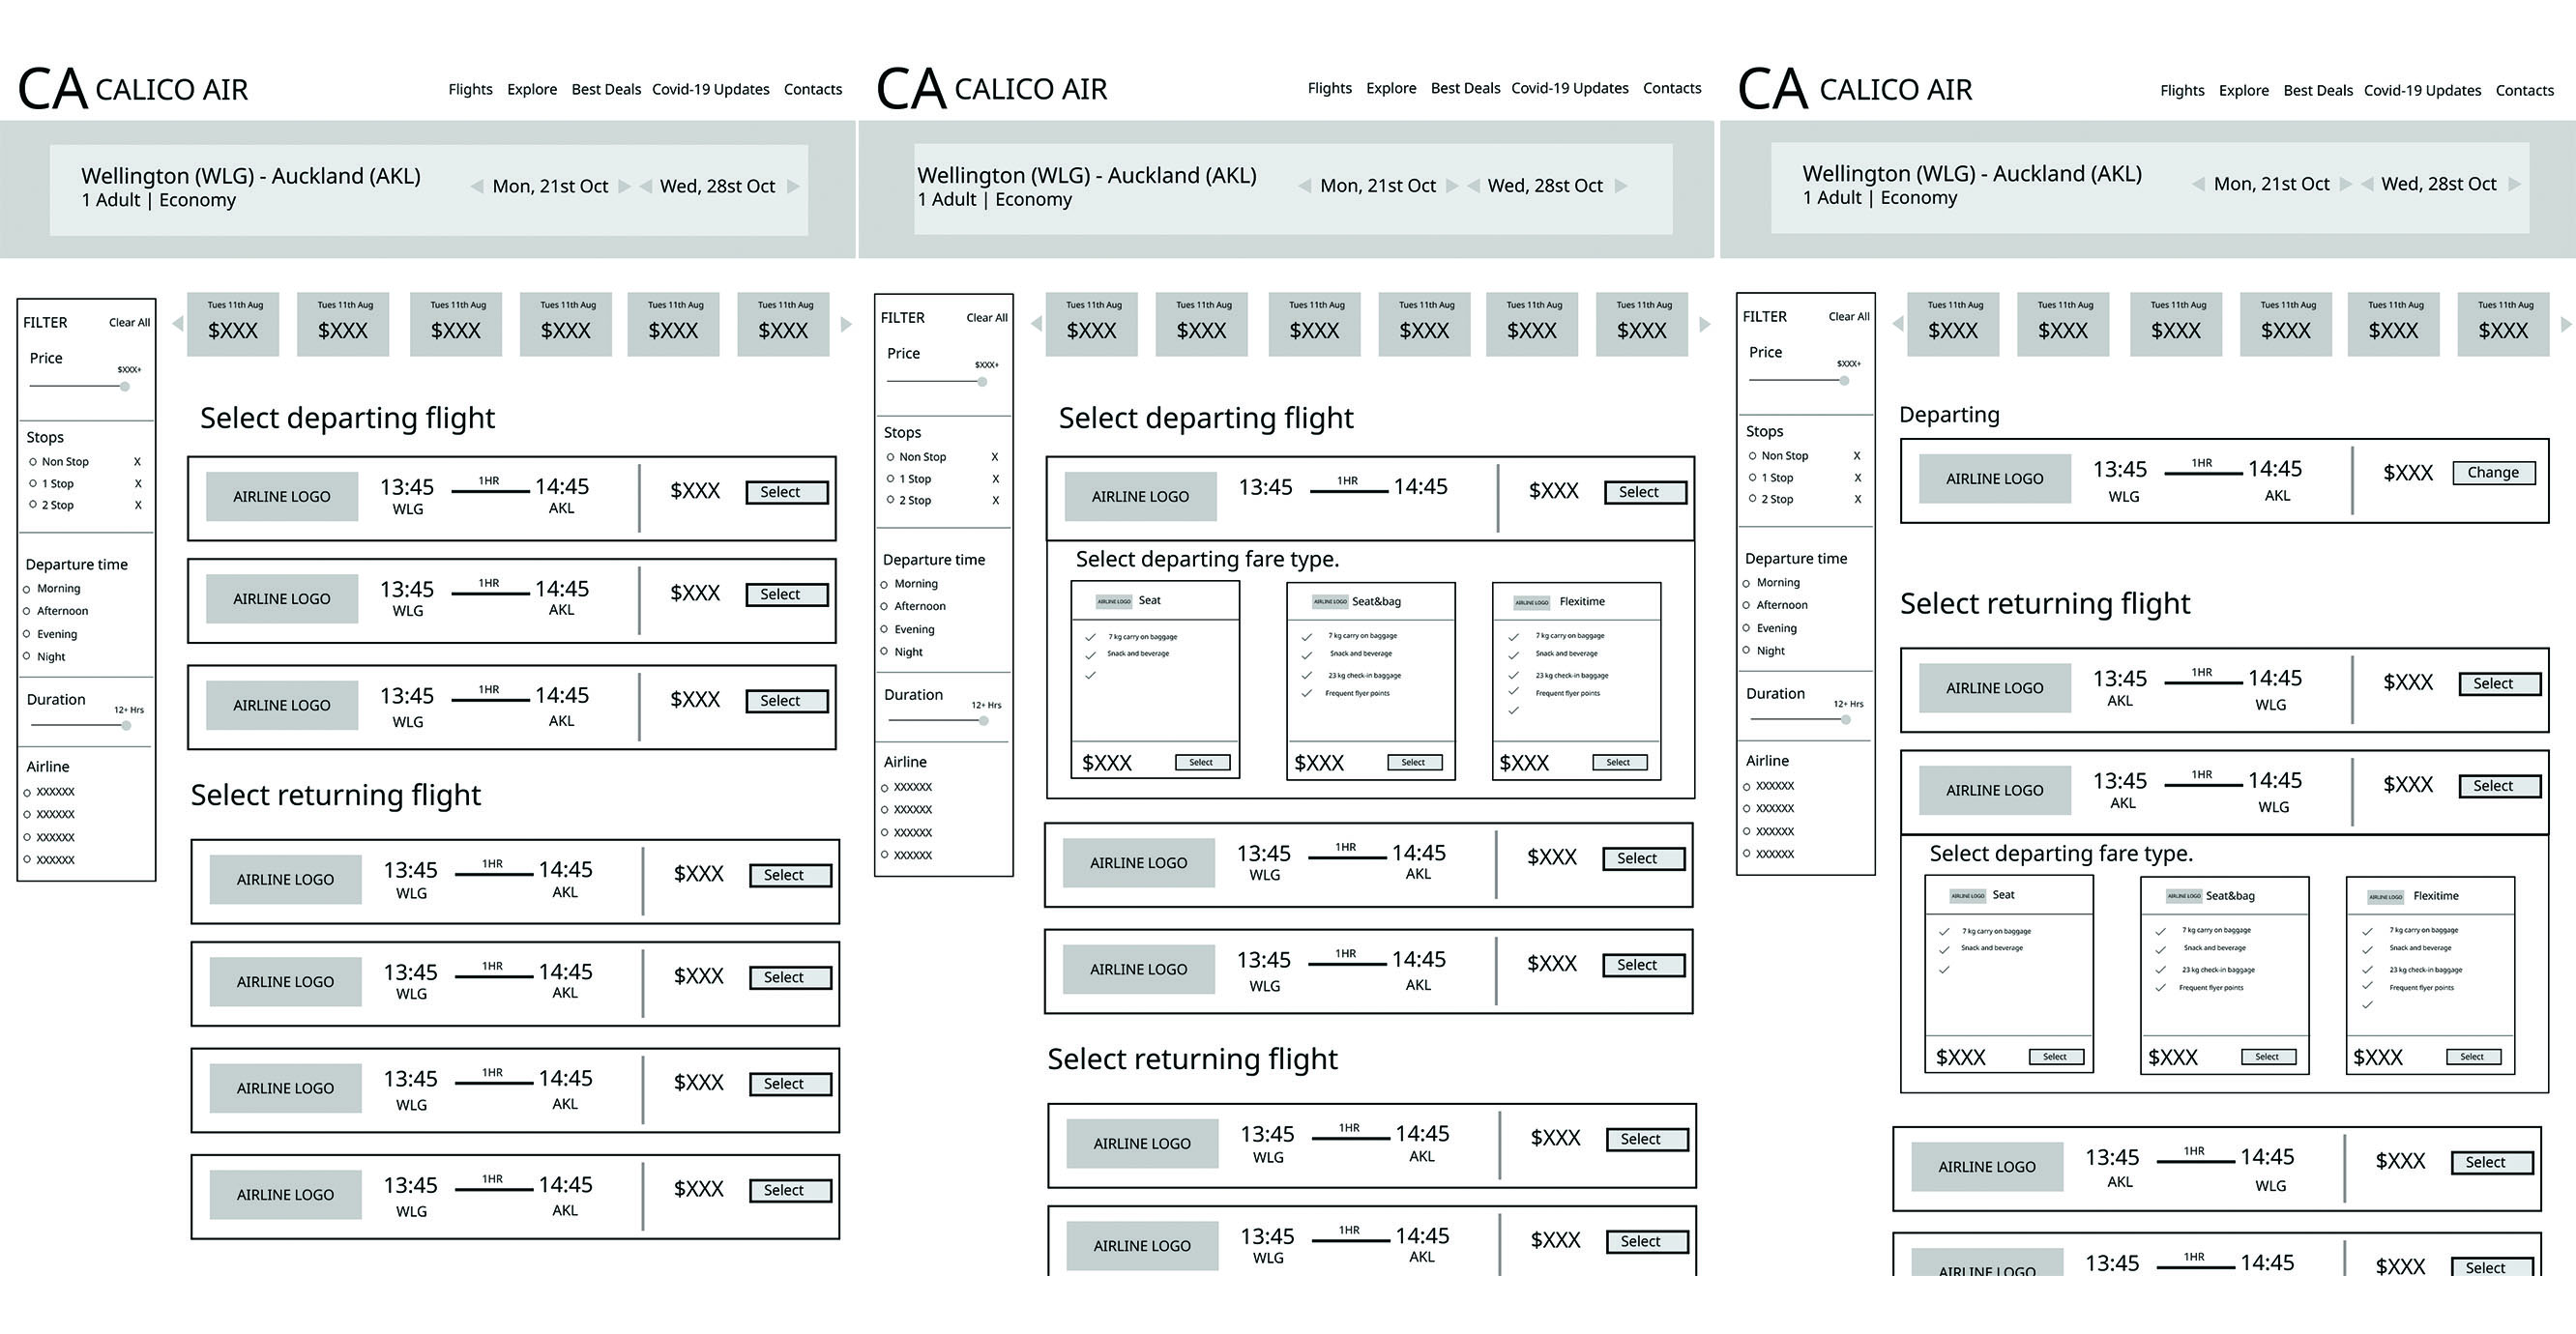 CA CALICO AIR
Flights Explore Best Deals Covid-19 Updates Contacts
Wellington (WLG) - Auckland (AKL)
1 Adult | Economy
Mon, 21st Oct Wed, 28st Oct
FILTER Clear All
Price
$XXX+
Stops
Non Stop X
1 Stop X
2 Stop X
Departure time
Morning
Afternoon
Evening
Night
Duration
12+ Hrs
Airline
XXXXXX
XXXXXX
XXXXXX
XXXXXX
Tues 11th Aug Tues 11th Aug Tues 11th Aug Tues 11th Aug Tues 11th Aug Tues 11th Aug
$XXX $XXX $XXX $XXX $XXX $XXX
Select departing flight
AIRLINE LOGO 13:45 1HR 14:45 $XXX Select
WLG AKL
AIRLINE LOGO 13:45 1HR 14:45 $XXX Select
WLG AKL
AIRLINE LOGO 13:45 1HR 14:45 $XXX Select
WLG AKL
Select returning flight
AIRLINE LOGO 13:45 1HR 14:45 $XXX Select
WLG AKL
AIRLINE LOGO 13:45 1HR 14:45 $XXX Select
WLG AKL
AIRLINE LOGO 13:45 1HR 14:45 $XXX Select
WLG AKL
AIRLINE LOGO 13:45 1HR 14:45 $XXX Select
WLG AKL
CA CALICO AIR
Flights Explore Best Deals Covid-19 Updates Contacts
Wellington (WLG) - Auckland (AKL)
1 Adult | Economy
Mon, 21st Oct Wed, 28st Oct
FILTER Clear All
Price
$XXX+
Stops
Non Stop X
1 Stop X
2 Stop X
Departure time
Morning
Afternoon
Evening
Night
Duration
12+ Hrs
Airline
XXXXXX
XXXXXX
XXXXXX
XXXXXX
Tues 11th Aug Tues 11th Aug Tues 11th Aug Tues 11th Aug Tues 11th Aug Tues 11th Aug
$XXX $XXX $XXX $XXX $XXX $XXX
Select departing flight
AIRLINE LOGO 13:45 1HR 14:45 $XXX Select
Select departing fare type.
AIRLINE LOGO Seat
7 kg carry on baggage
Snack and beverage
$XXX Select
AIRLINE LOGO Seat&bag
7 kg carry on baggage
Snack and beverage
23 kg check-in baggage
Frequent flyer points
$XXX Select
AIRLINE LOGO Flexitime
7 kg carry on baggage
Snack and beverage
23 kg check-in baggage
Frequent flyer points
$XXX Select
AIRLINE LOGO 13:45 1HR 14:45 $XXX Select
WLG AKL
AIRLINE LOGO 13:45 1HR 14:45 $XXX Select
WLG AKL
Select returning flight
AIRLINE LOGO 13:45 1HR 14:45 $XXX Select
WLG AKL
AIRLINE LOGO 13:45 1HR 14:45 $XXX Select
WLG AKL
CA CALICO AIR
Flights Explore Best Deals Covid-19 Updates Contacts
Wellington (WLG) - Auckland (AKL)
1 Adult | Economy
Mon, 21st Oct Wed, 28st Oct
FILTER Clear All
Price
$XXX+
Stops
Non Stop X
1 Stop X
2 Stop X
Departure time
Morning
Afternoon
Evening
Night
Duration
12+ Hrs
Airline
XXXXXX
XXXXXX
XXXXXX
XXXXXX
Tues 11th Aug Tues 11th Aug Tues 11th Aug Tues 11th Aug Tues 11th Aug Tues 11th Aug
$XXX $XXX $XXX $XXX $XXX $XXX
Departing
AIRLINE LOGO 13:45 1HR 14:45 $XXX Change
WLG AKL
Select returning flight
AIRLINE LOGO 13:45 1HR 14:45 $XXX Select
AKL WLG
AIRLINE LOGO 13:45 1HR 14:45 $XXX Select
AKL WLG
Select departing fare type.
AIRLINE LOGO Seat
7 kg carry on baggage
Snack and beverage
$XXX Select
AIRLINE LOGO Seat&bag
7 kg carry on baggage
Snack and beverage
23 kg check-in baggage
Frequent flyer points
$XXX Select
AIRLINE LOGO Flexitime
7 kg carry on baggage
Snack and beverage
23 kg check-in baggage
Frequent flyer points
$XXX Select
AIRLINE LOGO 13:45 1HR 14:45 $XXX Select
AKL WLG
AIRLINE LOGO 13:45 1HR 14:45 $XXX Select